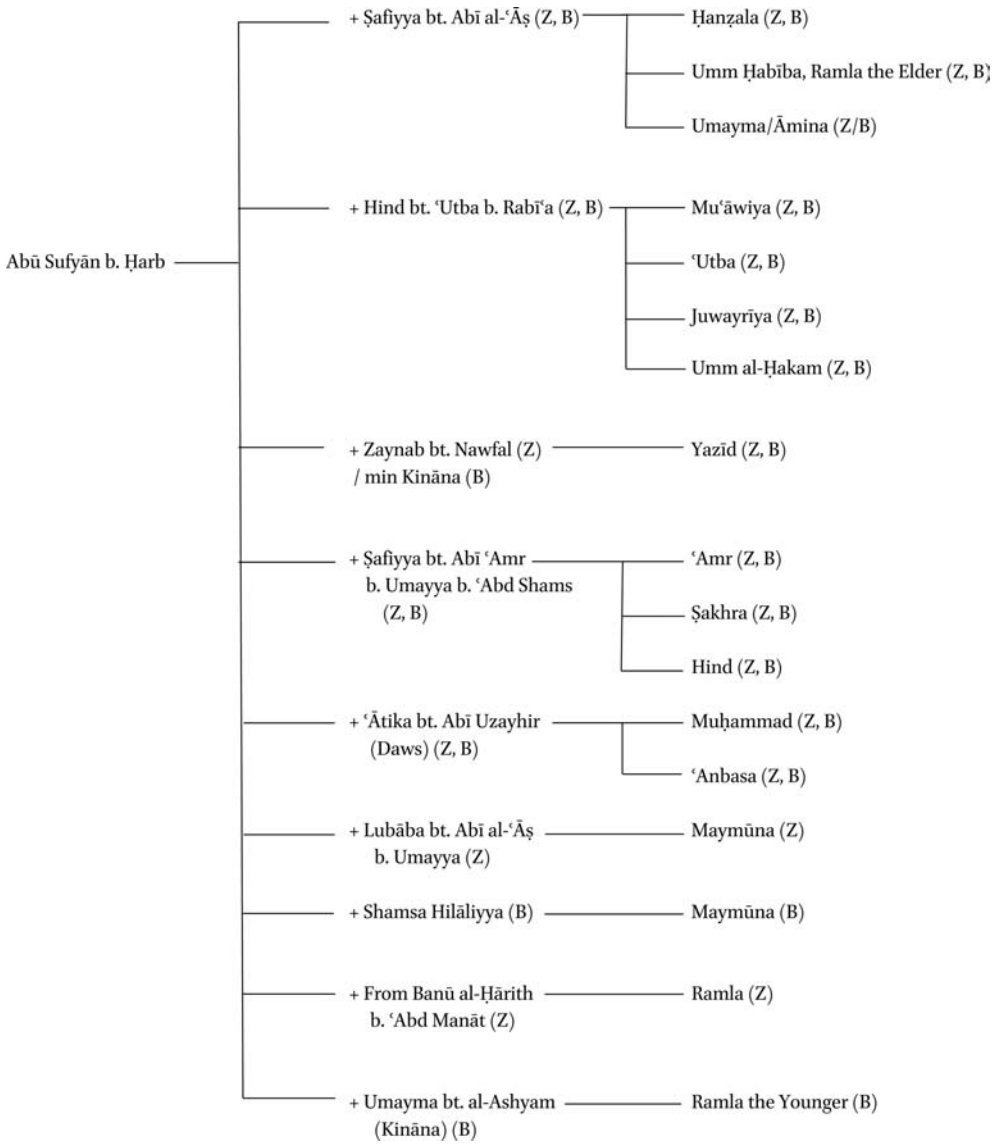 + Ṣafiyya bt. Abī al-ʿĀṣ (Z, B)
Ḥanẓala (Z, B)
Umm Ḥabība, Ramla the Elder (Z, B)
Umayma/Āmina (Z/B)
+ Hind bt. ʿUtba b. Rabīʿa (Z, B)
Muʿāwiya (Z, B)
Abū Sufyān b. Ḥarb
ʿUtba (Z, B)
Juwayrīya (Z, B)
Umm al-Ḥakam (Z, B)
+ Zaynab bt. Nawfal (Z)
/ min Kināna (B)
Yazīd (Z, B)
+ Ṣafiyya bt. Abī ʿAmr
b. Umayya b. ʿAbd Shams
(Z, B)
ʿAmr (Z, B)
Ṣakhra (Z, B)
Hind (Z, B)
+ ʿĀtika bt. Abī Uzayhir
(Daws) (Z, B)
Muḥammad (Z, B)
ʿAnbasa (Z, B)
+ Lubāba bt. Abī al-ʿĀṣ
b. Umayya (Z)
Maymūna (Z)
+ Shamsa Hilāliyya (B)
Maymūna (B)
+ From Banū al-Ḥārith
b. ʿAbd Manāt (Z)
Ramla (Z)
+ Umayma bt. al-Ashyam
(Kināna) (B)
Ramla the Younger (B)